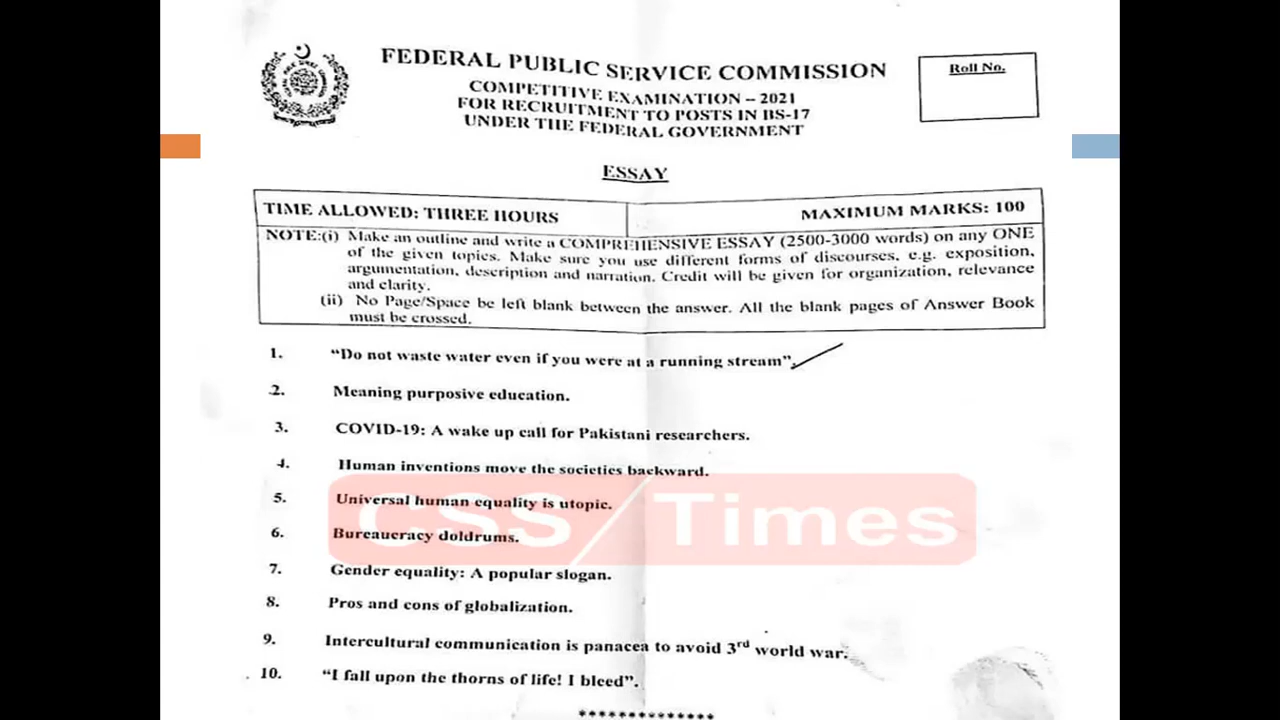 FEDERAL PUBLIC SERVICE COMMISSION
COMPETITIVE EXAMINATION – 2021
FOR RECRUITMENT TO POSTS IN BS-17
UNDER THE FEDERAL GOVERNMENT
Roll No.
ESSAY
TIME ALLOWED: THREE HOURS MAXIMUM MARKS: 100
NOTE:(i) Make an outline and write a COMPREHENSIVE ESSAY (2500-3000 words) on any ONE
of the given topics. Make sure you use different forms of discourses, e.g. exposition,
argumentation, description and narration. Credit will be given for organization, relevance
and clarity.
(ii) No Page/Space be left blank between the answer. All the blank pages of Answer Book
must be crossed.
1. “Do not waste water even if you were at a running stream”.
2. Meaning purposive education.
3. COVID-19: A wake up call for Pakistani researchers.
4. Human inventions move the societies backward.
5. Universal human equality is utopic.
6. Bureaucracy doldrums.
7. Gender equality: A popular slogan.
8. Pros and cons of globalization.
9. Intercultural communication is panacea to avoid 3rd world war.
10. “I fall upon the thorns of life! I bleed”.
**************
CSS/Times